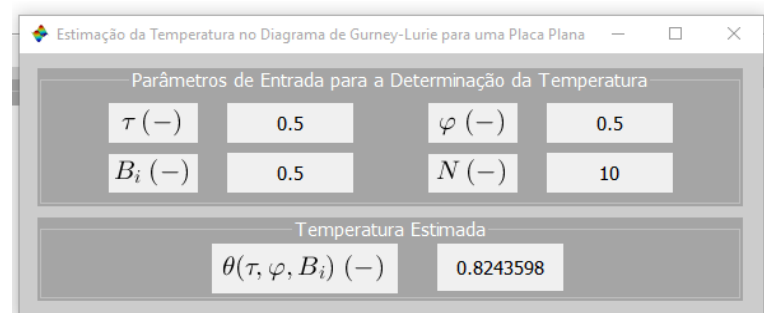 Estimação da Temperatura no Diagrama de Gurney-Lurie para uma Placa Plana
Parâmetros de Entrada para a Determinação da Temperatura
τ (−) 0.5 φ (−) 0.5
B_i (−) 0.5 N (−) 10
Temperatura Estimada
θ(τ, φ, B_i) (−) 0.8243598